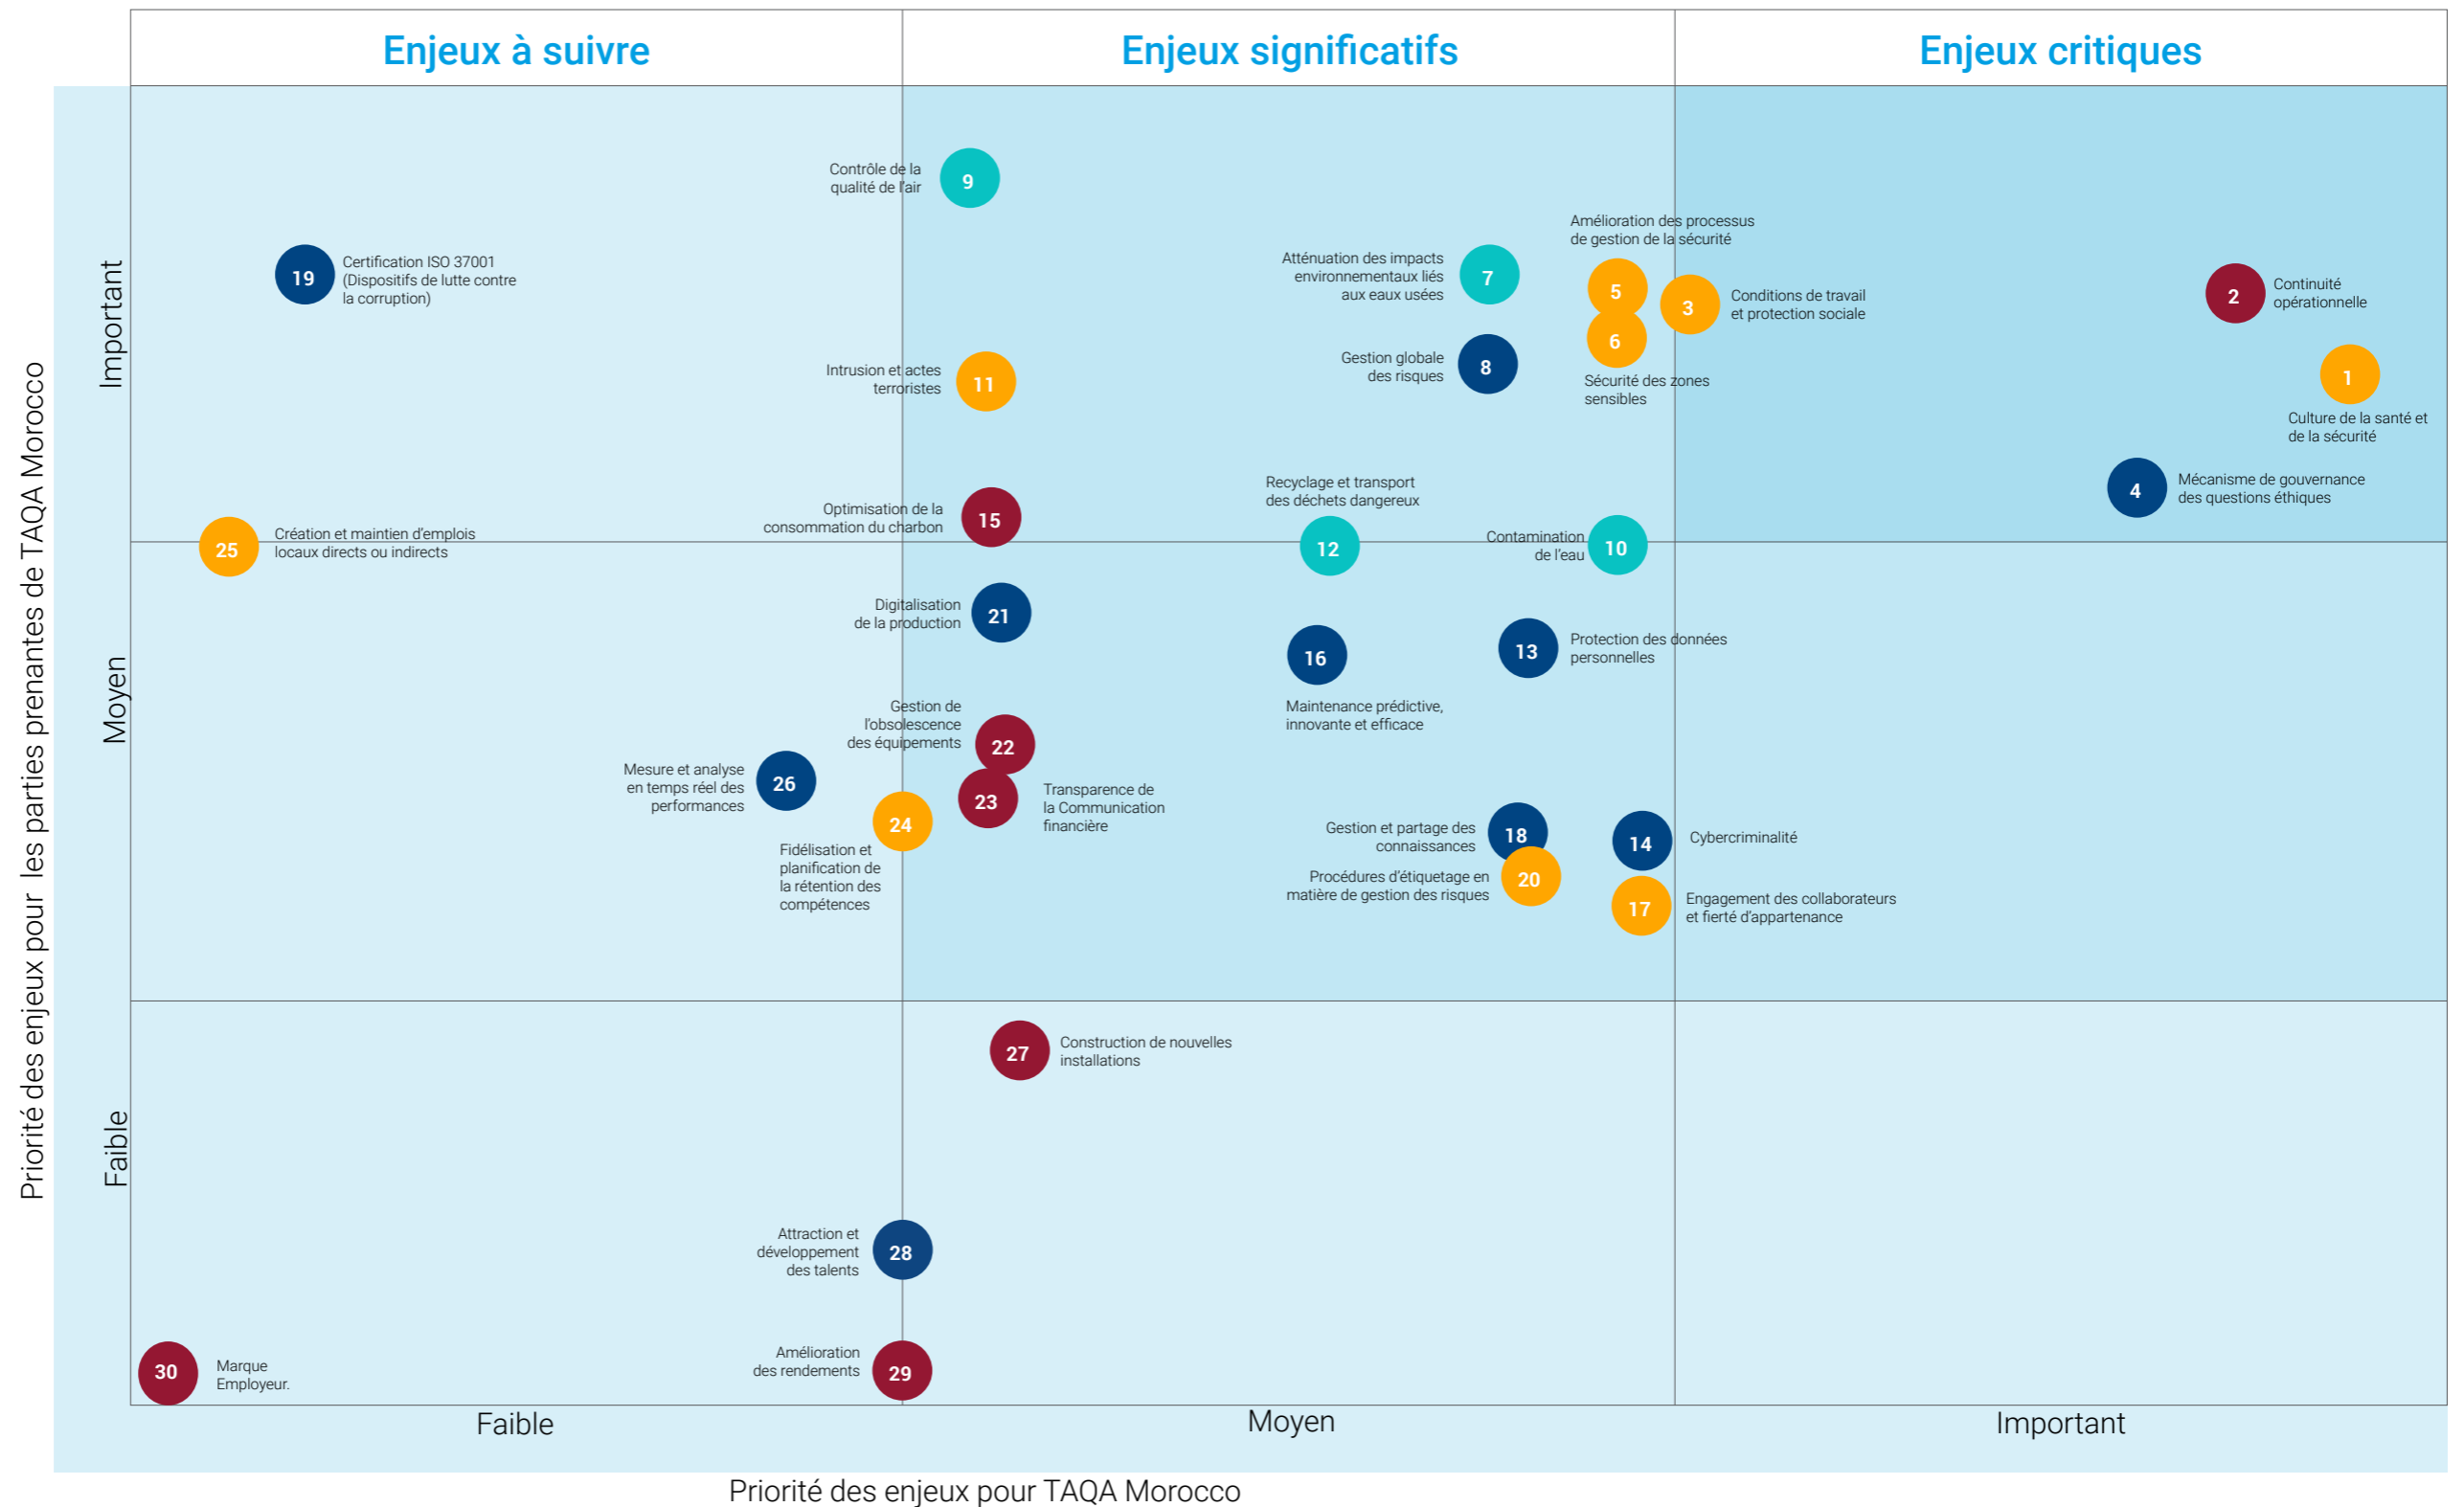 Enjeux à suivre
Enjeux significatifs
Enjeux critiques
Priorité des enjeux pour les parties prenantes de TAQA Morocco
Important
Moyen
Faible
9
Contrôle de la
qualité de l'air
19
Certification ISO 37001
(Dispositifs de lutte contre
la corruption)
Atténuation des impacts
environnementaux liés
aux eaux usées
7
Amélioration des processus
de gestion de la sécurité
5
3
Conditions de travail
et protection sociale
6
Sécurité des zones
sensibles
2
Continuité
opérationnelle
Gestion globale
des risques
8
Intrusion et actes
terroristes
11
1
Culture de la santé et
de la sécurité
4
Mécanisme de gouvernance
des questions éthiques
Optimisation de la
consommation du charbon
15
Recyclage et transport
des déchets dangereux
12
Contamination
de l'eau
10
25
Création et maintien d'emplois
locaux directs ou indirects
Digitalisation
de la production
21
16
Maintenance prédictive,
innovante et efficace
13
Protection des données
personnelles
Gestion de
l'obsolescence
des équipements
22
Mesure et analyse
en temps réel des
performances
26
23
Transparence de
la Communication
financière
24
Fidélisation et
planification de
la rétention des
compétences
Gestion et partage des
connaissances
18
14
Cybercriminalité
Procédures d'étiquetage en
matière de gestion des risques
20
17
Engagement des collaborateurs
et fierté d'appartenance
27
Construction de nouvelles
installations
Attraction et
développement
des talents
28
Amélioration
des rendements
29
30
Marque
Employeur.
Faible
Moyen
Important
Priorité des enjeux pour TAQA Morocco